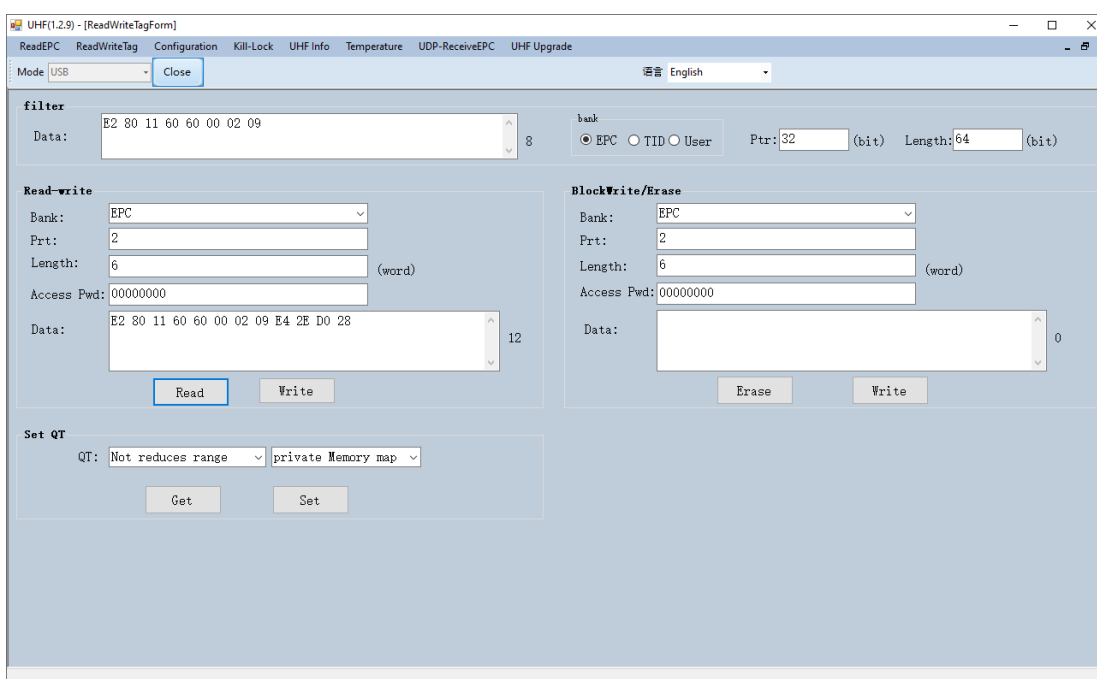 UHF(1.2.9) - [ReadWriteTagForm]
ReadEPC ReadWriteTag Configuration Kill-Lock UHF Info Temperature UDP-ReceiveEPC UHF Upgrade
Mode USB Close 语言 English
filter
Data: E2 80 11 60 60 00 02 09 8
bank
EPC TID User Ptr: 32 (bit) Length: 64 (bit)
Read-write
Bank: EPC
Prt: 2
Length: 6 (word)
Access Pwd: 00000000
Data: E2 80 11 60 60 00 02 09 E4 2E D0 28 12
Read Write
BlockWrite/Erase
Bank: EPC
Prt: 2
Length: 6 (word)
Access Pwd: 00000000
Data: 0
Erase Write
Set QT
QT: Not reduces range private Memory map
Get Set